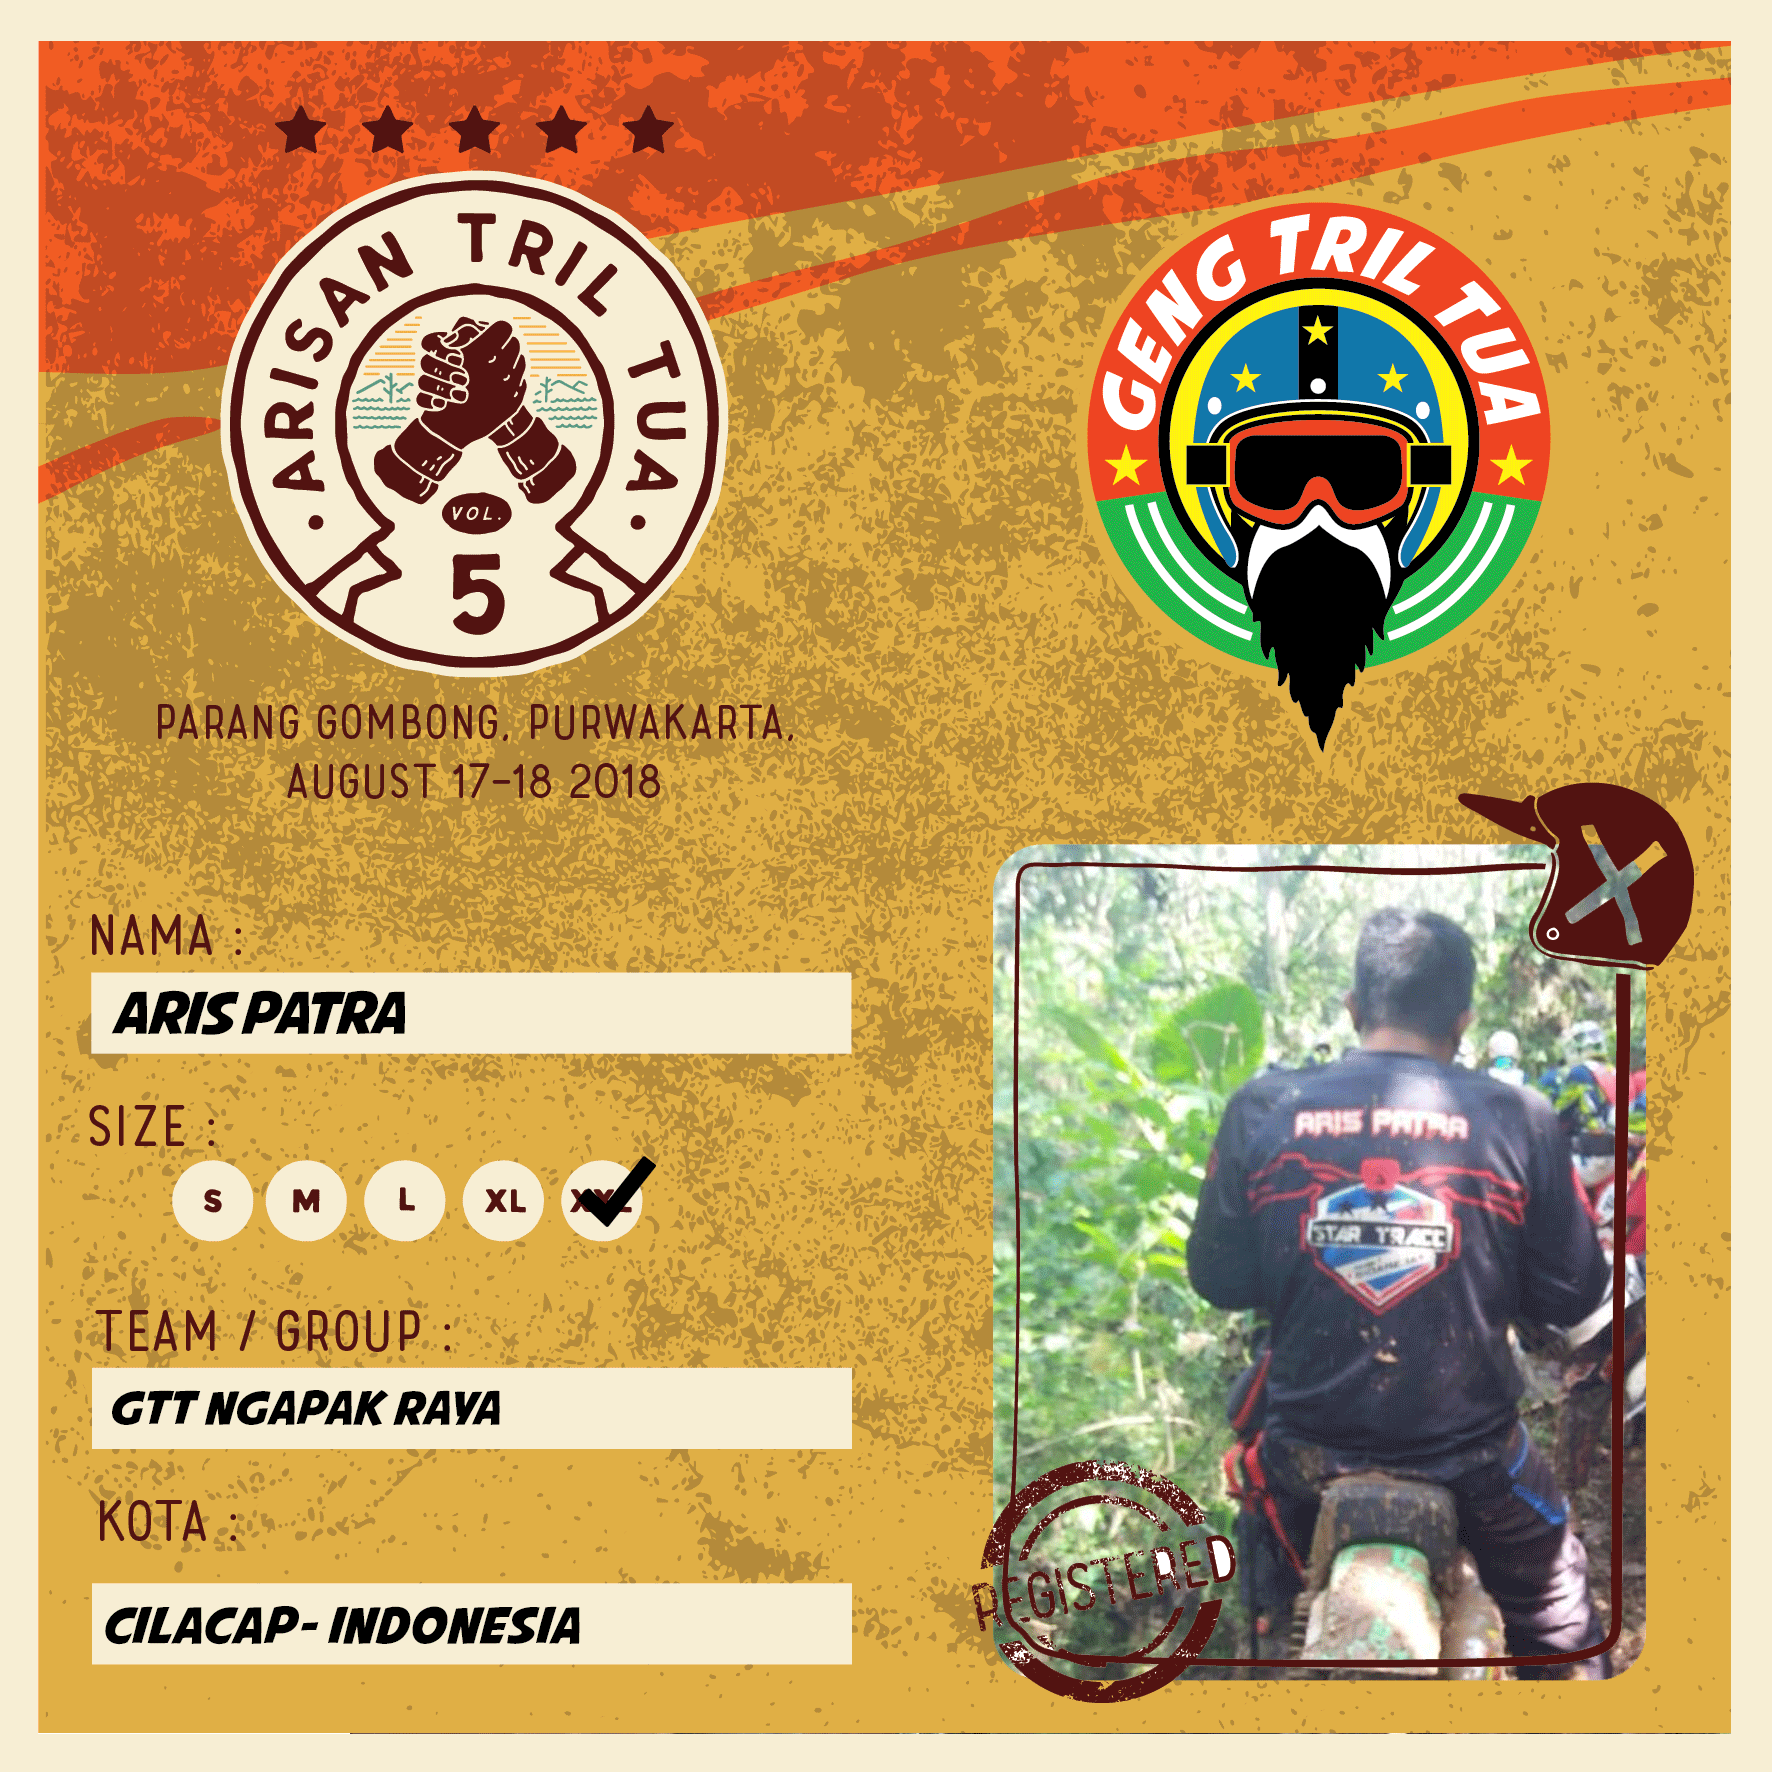 ARISAN TRIL TUA
VOL.
5
GENG TRIL TUA
PARANG GOMBONG, PURWAKARTA,
AUGUST 17-18 2018
NAMA :
ARIS PATRA
SIZE :
S M L XL XXL
TEAM / GROUP :
GTT NGAPAK RAYA
KOTA :
CILACAP- INDONESIA
ARIS PATRA
STAR TRACC
REGISTERED